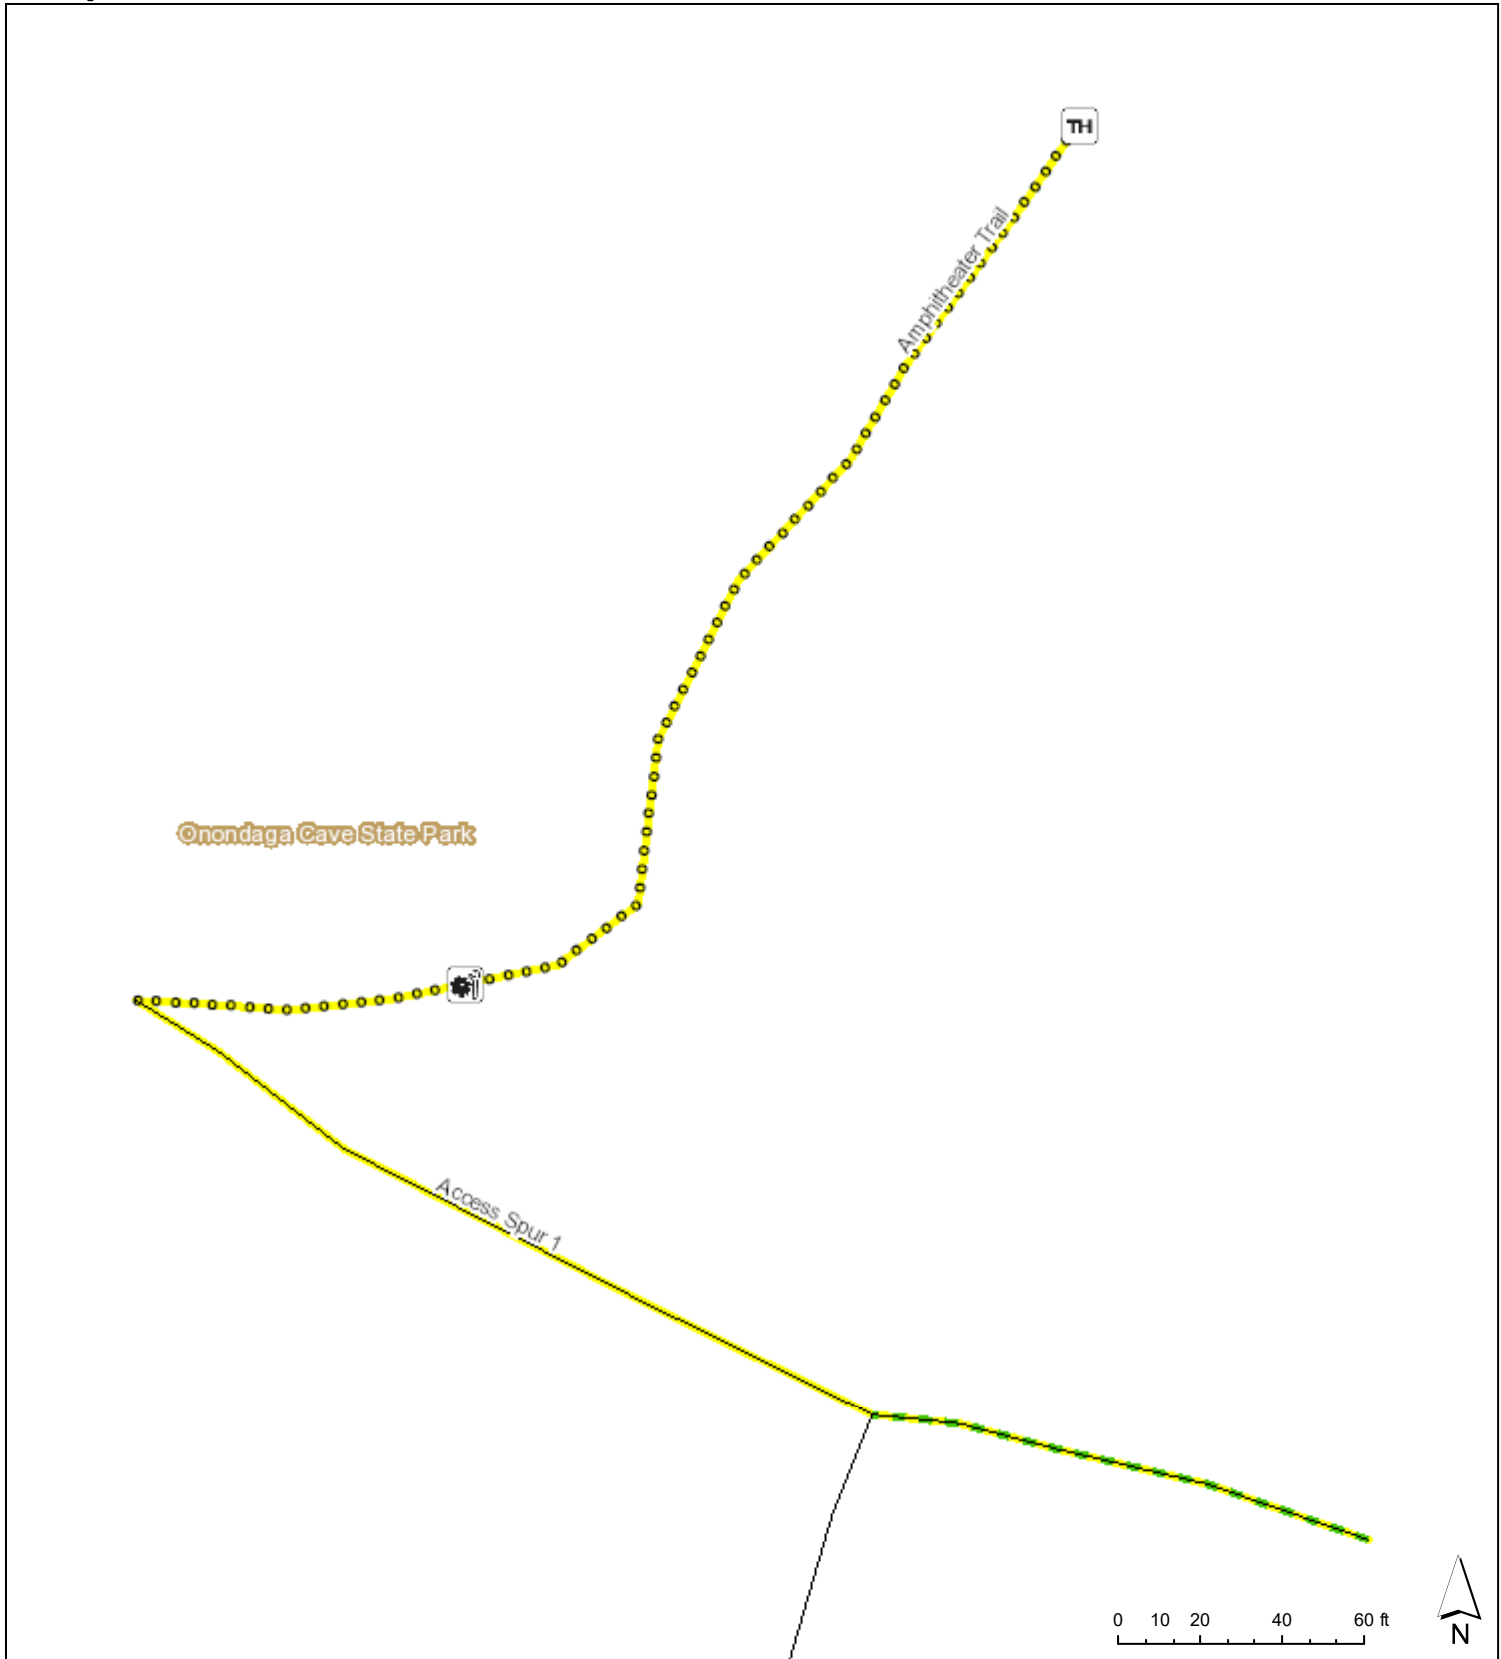 TH
Amphitheater Trail
Onondaga Cave State Park
Access Spur 1
0 10 20 40 60 ft
N